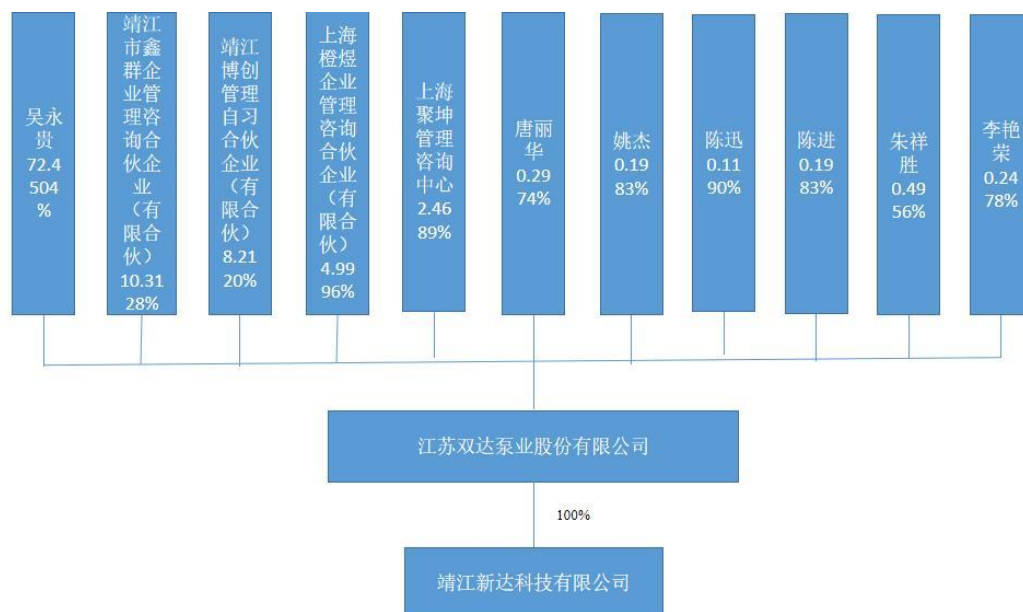 吴永
贵
72.4
504
%
靖江
市鑫
群企
业管
理咨
询合
伙企
业
（有
限合
伙）
10.31
28%
靖江
博创
管理
自习
合伙
企业
（有
限合
伙）
8.21
20%
上海
橙煜
企业
管理
咨询
合伙
企业
（有
限合
伙）
4.99
96%
上海
聚坤
管理
咨询
中心
2.46
89%
唐丽
华
0.29
74%
姚杰
0.19
83%
陈迅
0.11
90%
陈进
0.19
83%
朱祥
胜
0.49
56%
李艳
荣
0.24
78%
江苏双达泵业股份有限公司
100%
靖江新达科技有限公司